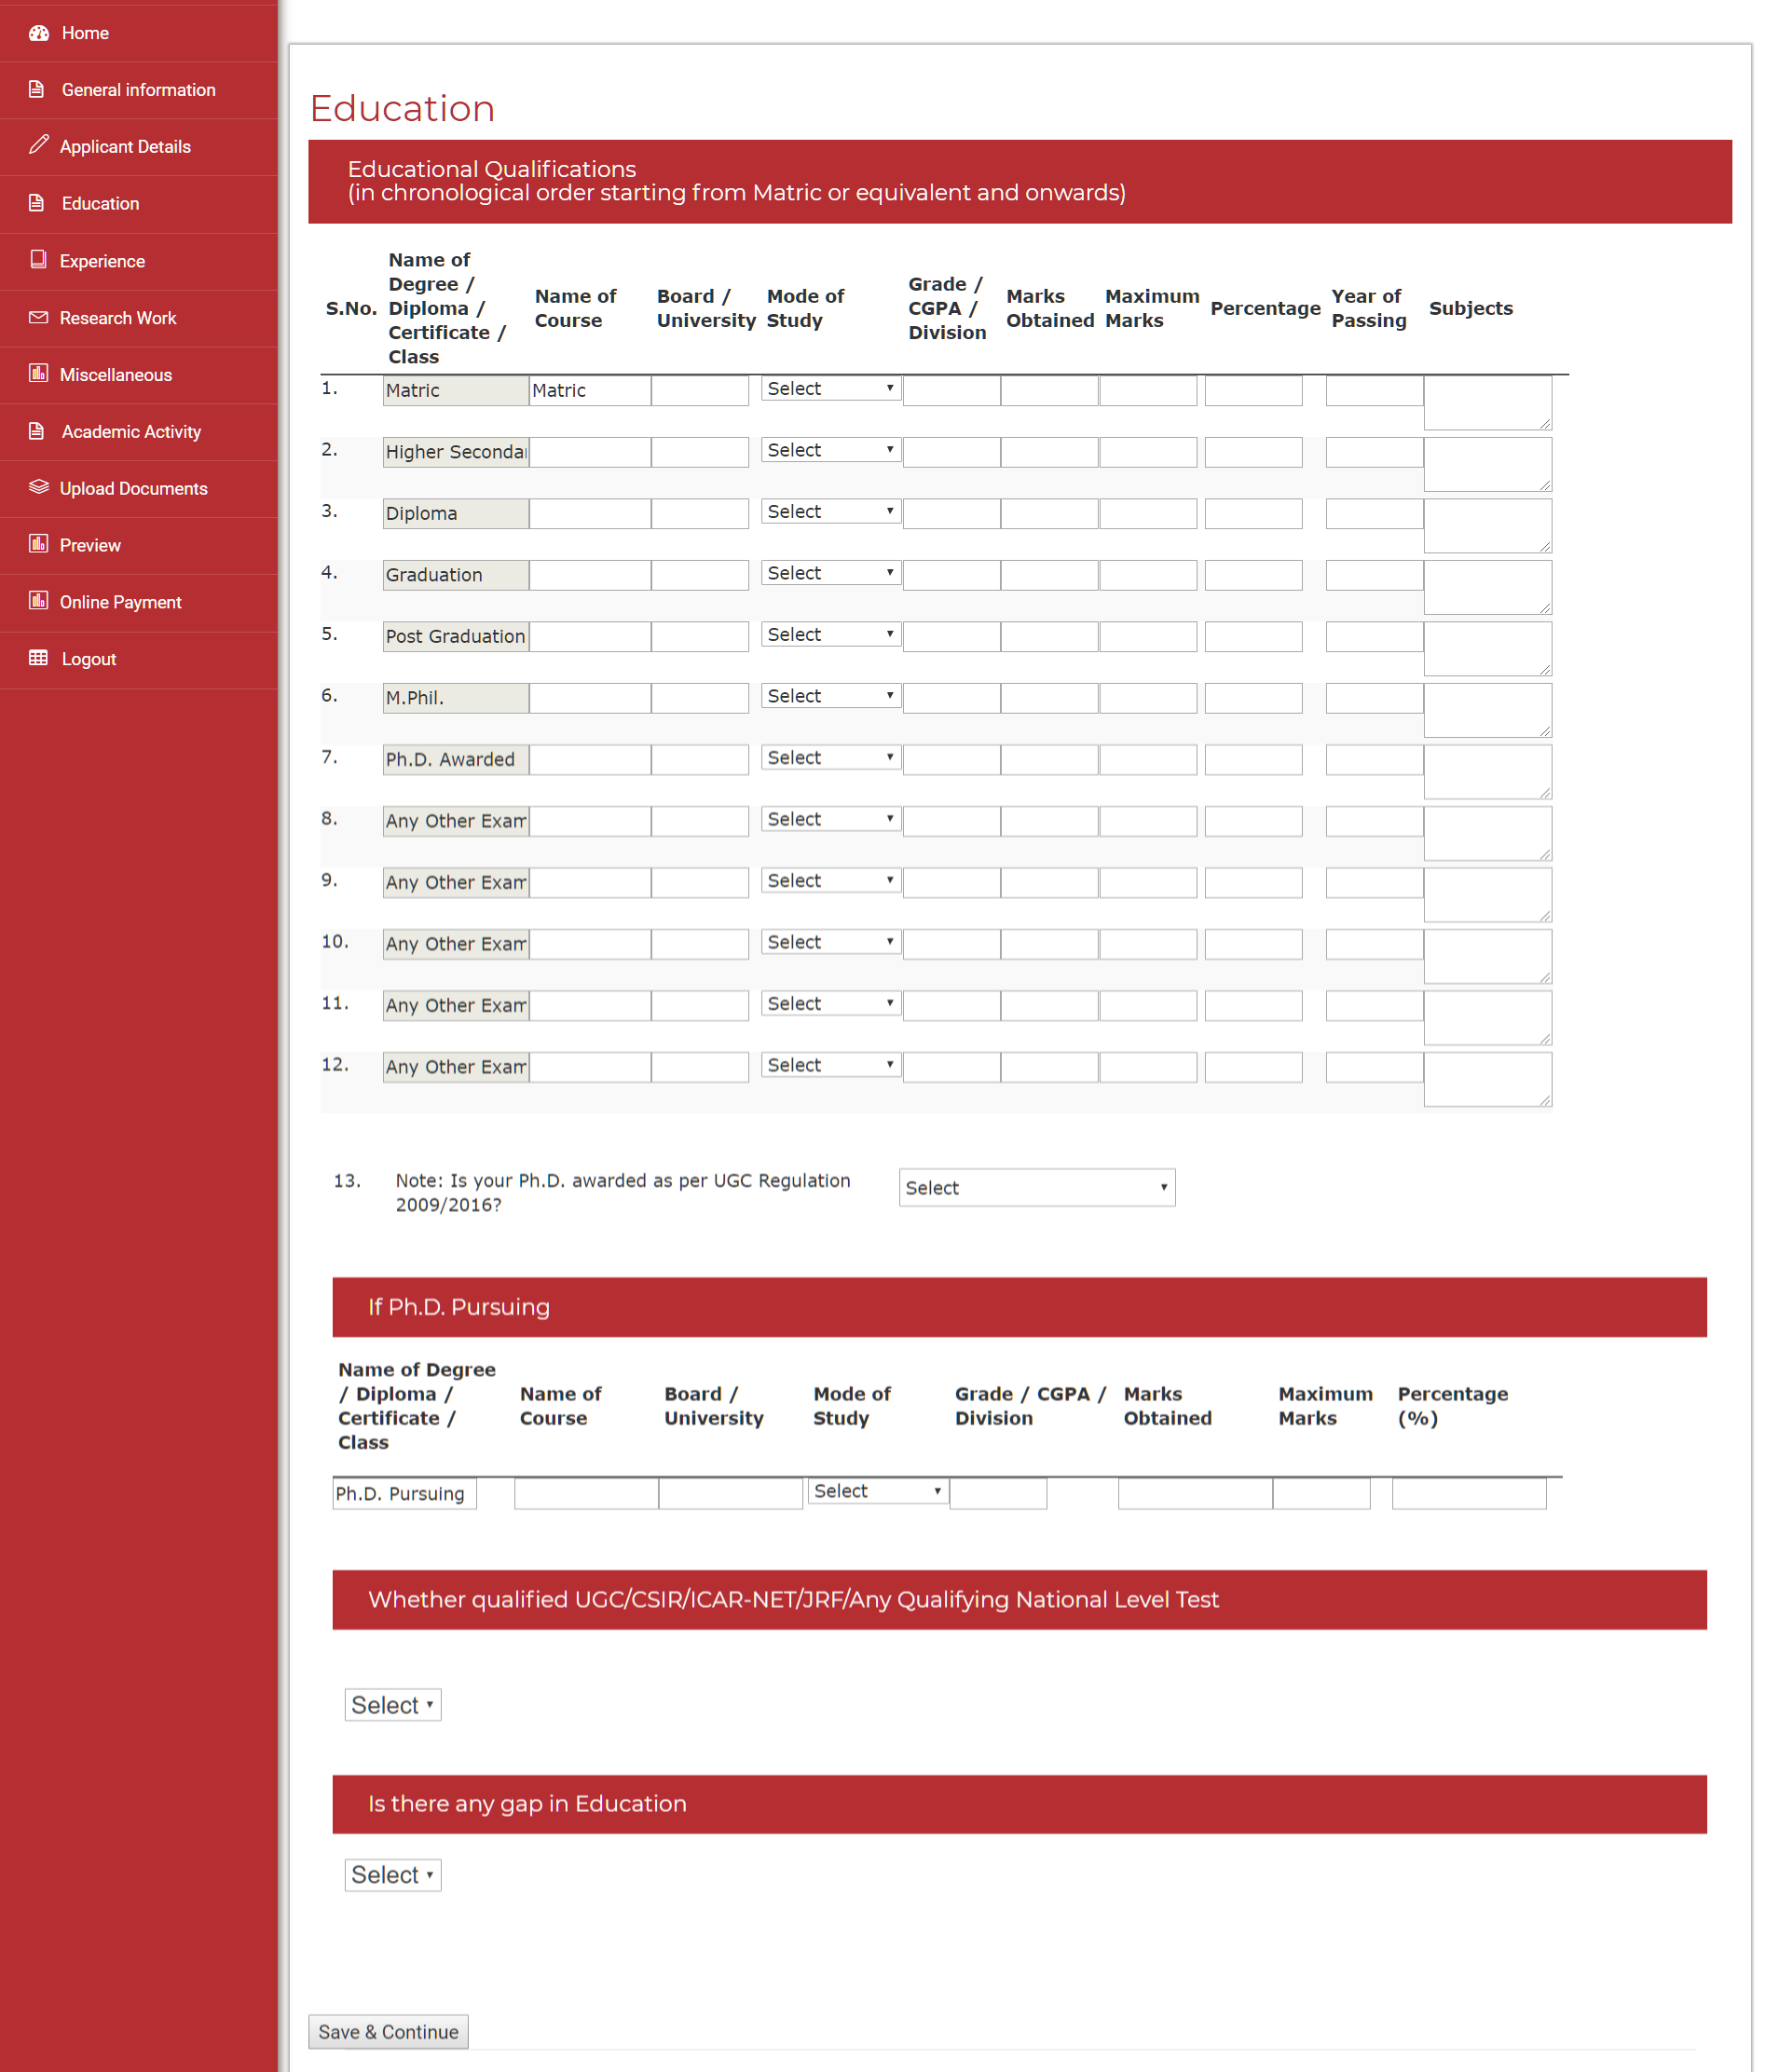 Home
General information
Applicant Details
Education
Experience
Research Work
Miscellaneous
Academic Activity
Upload Documents
Preview
Online Payment
Logout
Education
Educational Qualifications
(in chronological order starting from Matric or equivalent and onwards)
S.No. Name of Degree / Diploma / Certificate / Class Name of Course Board / University Mode of Study Grade / CGPA / Division Marks Obtained Maximum Marks Percentage Year of Passing Subjects
1. Matric Matric Select
2. Higher Seconda Select
3. Diploma Select
4. Graduation Select
5. Post Graduation Select
6. M.Phil. Select
7. Ph.D. Awarded Select
8. Any Other Exam Select
9. Any Other Exam Select
10. Any Other Exam Select
11. Any Other Exam Select
12. Any Other Exam Select
13. Note: Is your Ph.D. awarded as per UGC Regulation Select
2009/2016?
If Ph.D. Pursuing
Name of Degree / Diploma / Certificate / Class Name of Course Board / University Mode of Study Grade / CGPA / Division Marks Obtained Maximum Marks Percentage (%)
Ph.D. Pursuing Select
Whether qualified UGC/CSIR/ICAR-NET/JRF/Any Qualifying National Level Test
Select
Is there any gap in Education
Select
Save & Continue